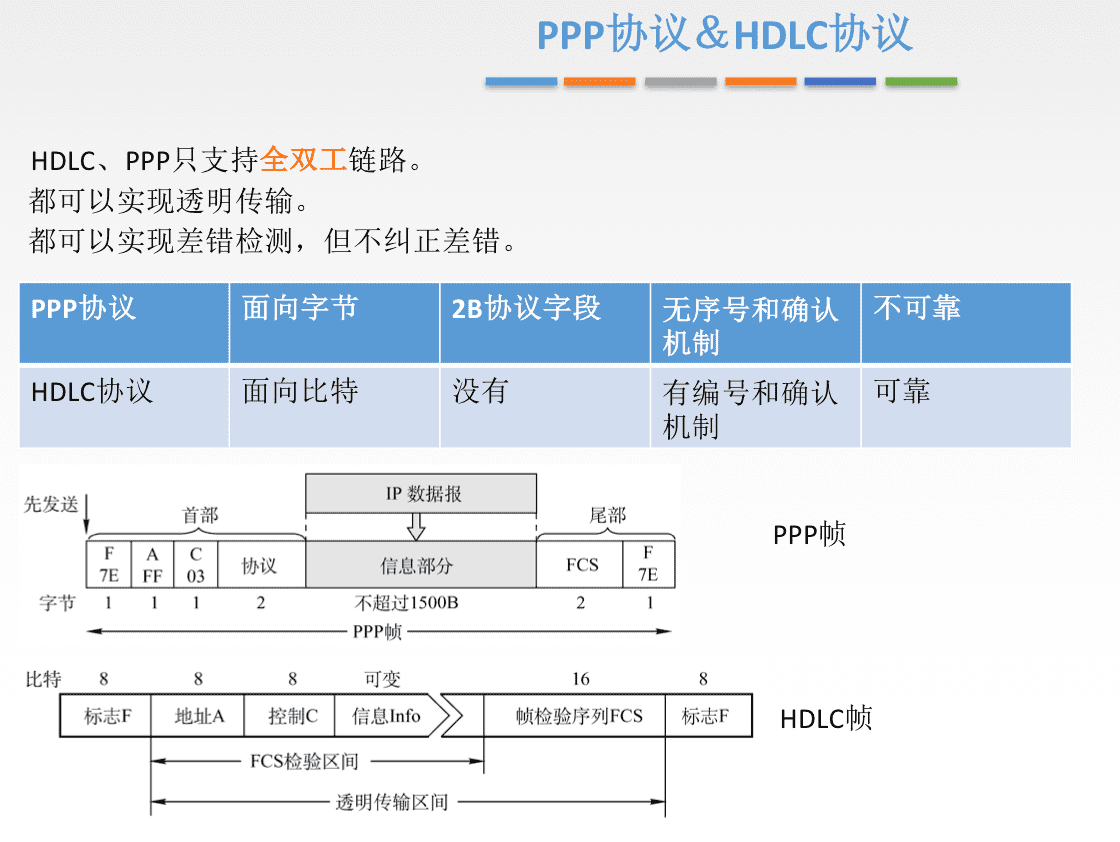 PPP协议＆HDLC协议
HDLC、PPP只支持全双工链路。
都可以实现透明传输。
都可以实现差错检测，但不纠正差错。
PPP协议 面向字节 2B协议字段 无序号和确认机制 不可靠
HDLC协议 面向比特 没有 有编号和确认机制 可靠
IP 数据报
先发送 首部 尾部
PPP帧
F 7E A FF C 03 协议 信息部分 FCS F 7E
字节 1 1 1 2 不超过1500B 2 1
PPP帧
比特 8 8 8 可变 16 8
标志F 地址A 控制C 信息Info 帧检验序列FCS 标志F HDLC帧
FCS检验区间
透明传输区间